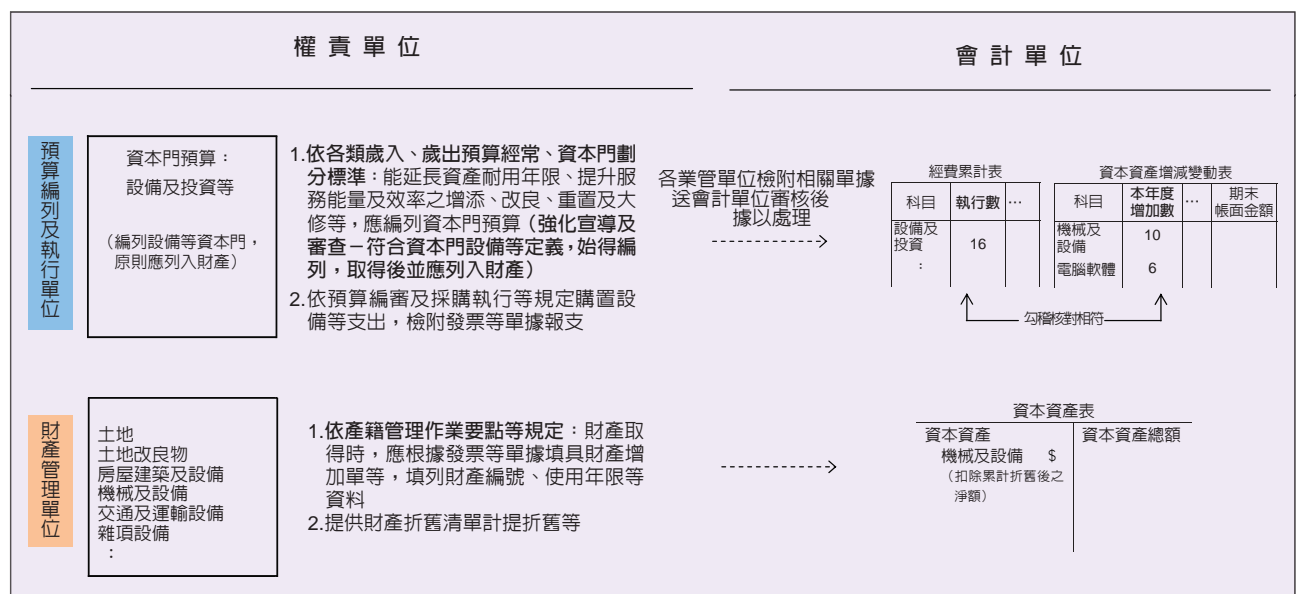 權責單位
會計單位
預算編列及執行單位
資本門預算：
設備及投資等
（編列設備等資本門，
原則應列入財產）
1.依各類歲入、歲出預算經常、資本門劃
分標準：能延長資產耐用年限、提升服
務能量及效率之增添、改良、重置及大
修等，應編列資本門預算（強化宣導及
審查－符合資本門設備等定義，始得編
列，取得後並應列入財產）
2.依預算編審及採購執行等規定購置設
備等支出，檢附發票等單據報支
各業管單位檢附相關單據
送會計單位審核後
據以處理
經費累計表
科目 執行數 …
設備及
投資 16
：
資本資產增減變動表
科目 本年度
增加數 … 期末
帳面金額
機械及
設備 10
電腦軟體 6
勾稽核對相符
財產管理單位
土地
土地改良物
房屋建築及設備
機械及設備
交通及運輸設備
雜項設備
：
1.依產籍管理作業要點等規定：財產取
得時，應根據發票等單據填具財產增
加單等，填列財產編號、使用年限等
資料
2.提供財產折舊清單計提折舊等
資本資產表
資本資產 資本資產總額
機械及設備 $
（扣除累計折舊後之
淨額）